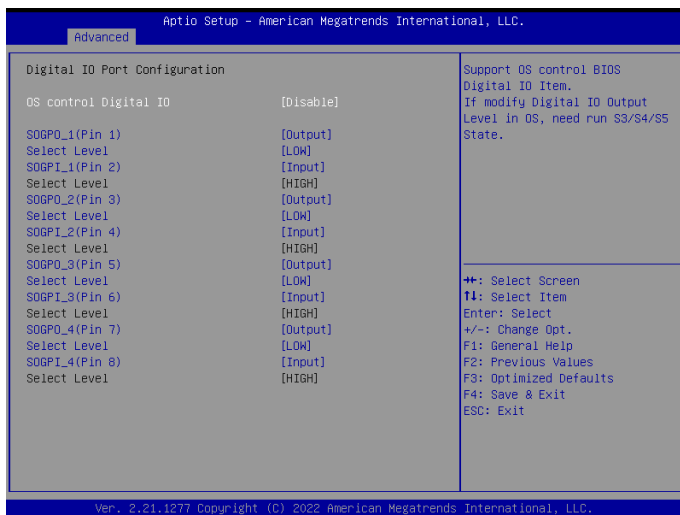 Aptio Setup – American Megatrends International, LLC.
Advanced
Digital IO Port Configuration
OS control Digital IO [Disable]
SOGPO_1(Pin 1) [Output]
Select Level [LOW]
SOGPI_1(Pin 2) [Input]
Select Level [HIGH]
SOGPO_2(Pin 3) [Output]
Select Level [LOW]
SOGPI_2(Pin 4) [Input]
Select Level [HIGH]
SOGPO_3(Pin 5) [Output]
Select Level [LOW]
SOGPI_3(Pin 6) [Input]
Select Level [HIGH]
SOGPO_4(Pin 7) [Output]
Select Level [LOW]
SOGPI_4(Pin 8) [Input]
Select Level [HIGH]
Support OS control BIOS
Digital IO Item.
If modify Digital IO Output
Level in OS, need run S3/S4/S5
State.
→←: Select Screen
↑↓: Select Item
Enter: Select
+/-: Change Opt.
F1: General Help
F2: Previous Values
F3: Optimized Defaults
F4: Save & Exit
ESC: Exit
Ver. 2.21.1277 Copyright (C) 2022 American Megatrends International, LLC.